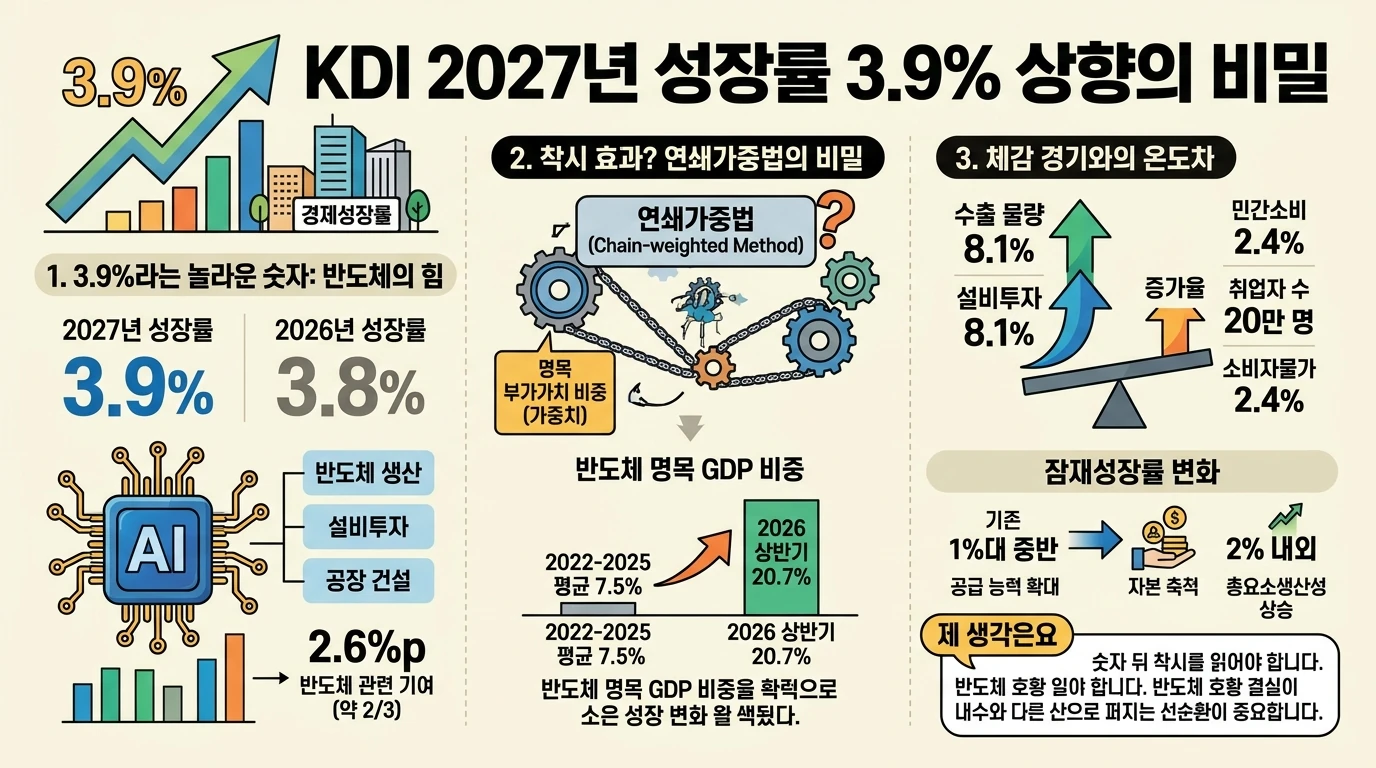 3.9%
KDI 2027년 성장률 3.9% 상향의 비밀
경제성장률
1. 3.9%라는 놀라운 숫자: 반도체의 힘
2027년 성장률
3.9%
2026년 성장률
3.8%
AI
반도체 생산
설비투자
공장 건설
2.6%p
반도체 관련 기여
(약 2/3)
2. 착시 효과? 연쇄가중법의 비밀
연쇄가중법
(Chain-weighted Method)
?
명목
부가가치 비중
(가중치)
반도체 명목 GDP 비중
2022-2025
평균 7.5%
2026
상반기
20.7%
2022-2025
평균 7.5%
2026 상반기
20.7%
반도체 명목 GDP 비중을 확럭으로
소은 성장 변화 왈 색됬다.
3. 체감 경기와의 온도차
수출 물량
8.1%
설비투자
8.1%
증가율
민간소비
2.4%
취업자 수
20만 명
소비자물가
2.4%
잠재성장률 변화
기존
1%대 중반
공급 능력 확대
자본 축척
2% 내외
총요소생산성
상승
제 생각은요
숫자 뒤 착시를 읽어야 합니다.
반도체 호황 일야 합니다. 반도체 호황 결실이
내수와 다른 산으로 퍼지는 선순환이 중요합니다.